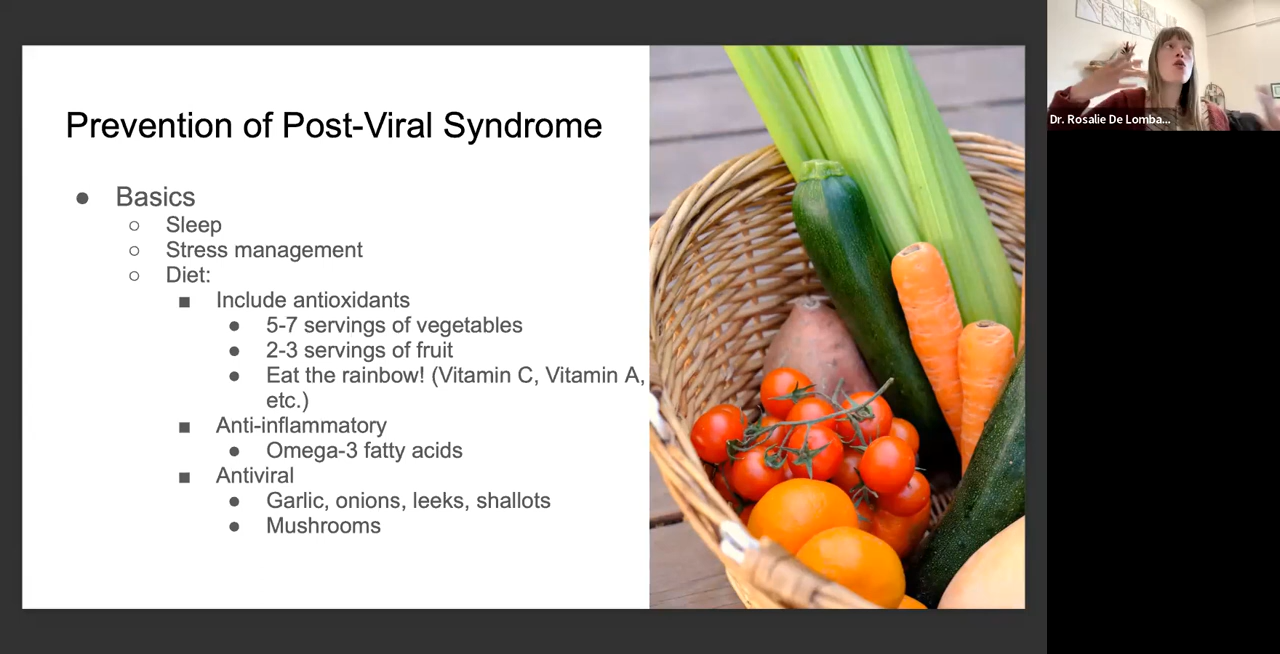 Prevention of Post-Viral Syndrome
● Basics
○ Sleep
○ Stress management
○ Diet:
■ Include antioxidants
● 5-7 servings of vegetables
● 2-3 servings of fruit
● Eat the rainbow! (Vitamin C, Vitamin A,
etc.)
■ Anti-inflammatory
● Omega-3 fatty acids
■ Antiviral
● Garlic, onions, leeks, shallots
● Mushrooms
Dr. Rosalie De Lomba...